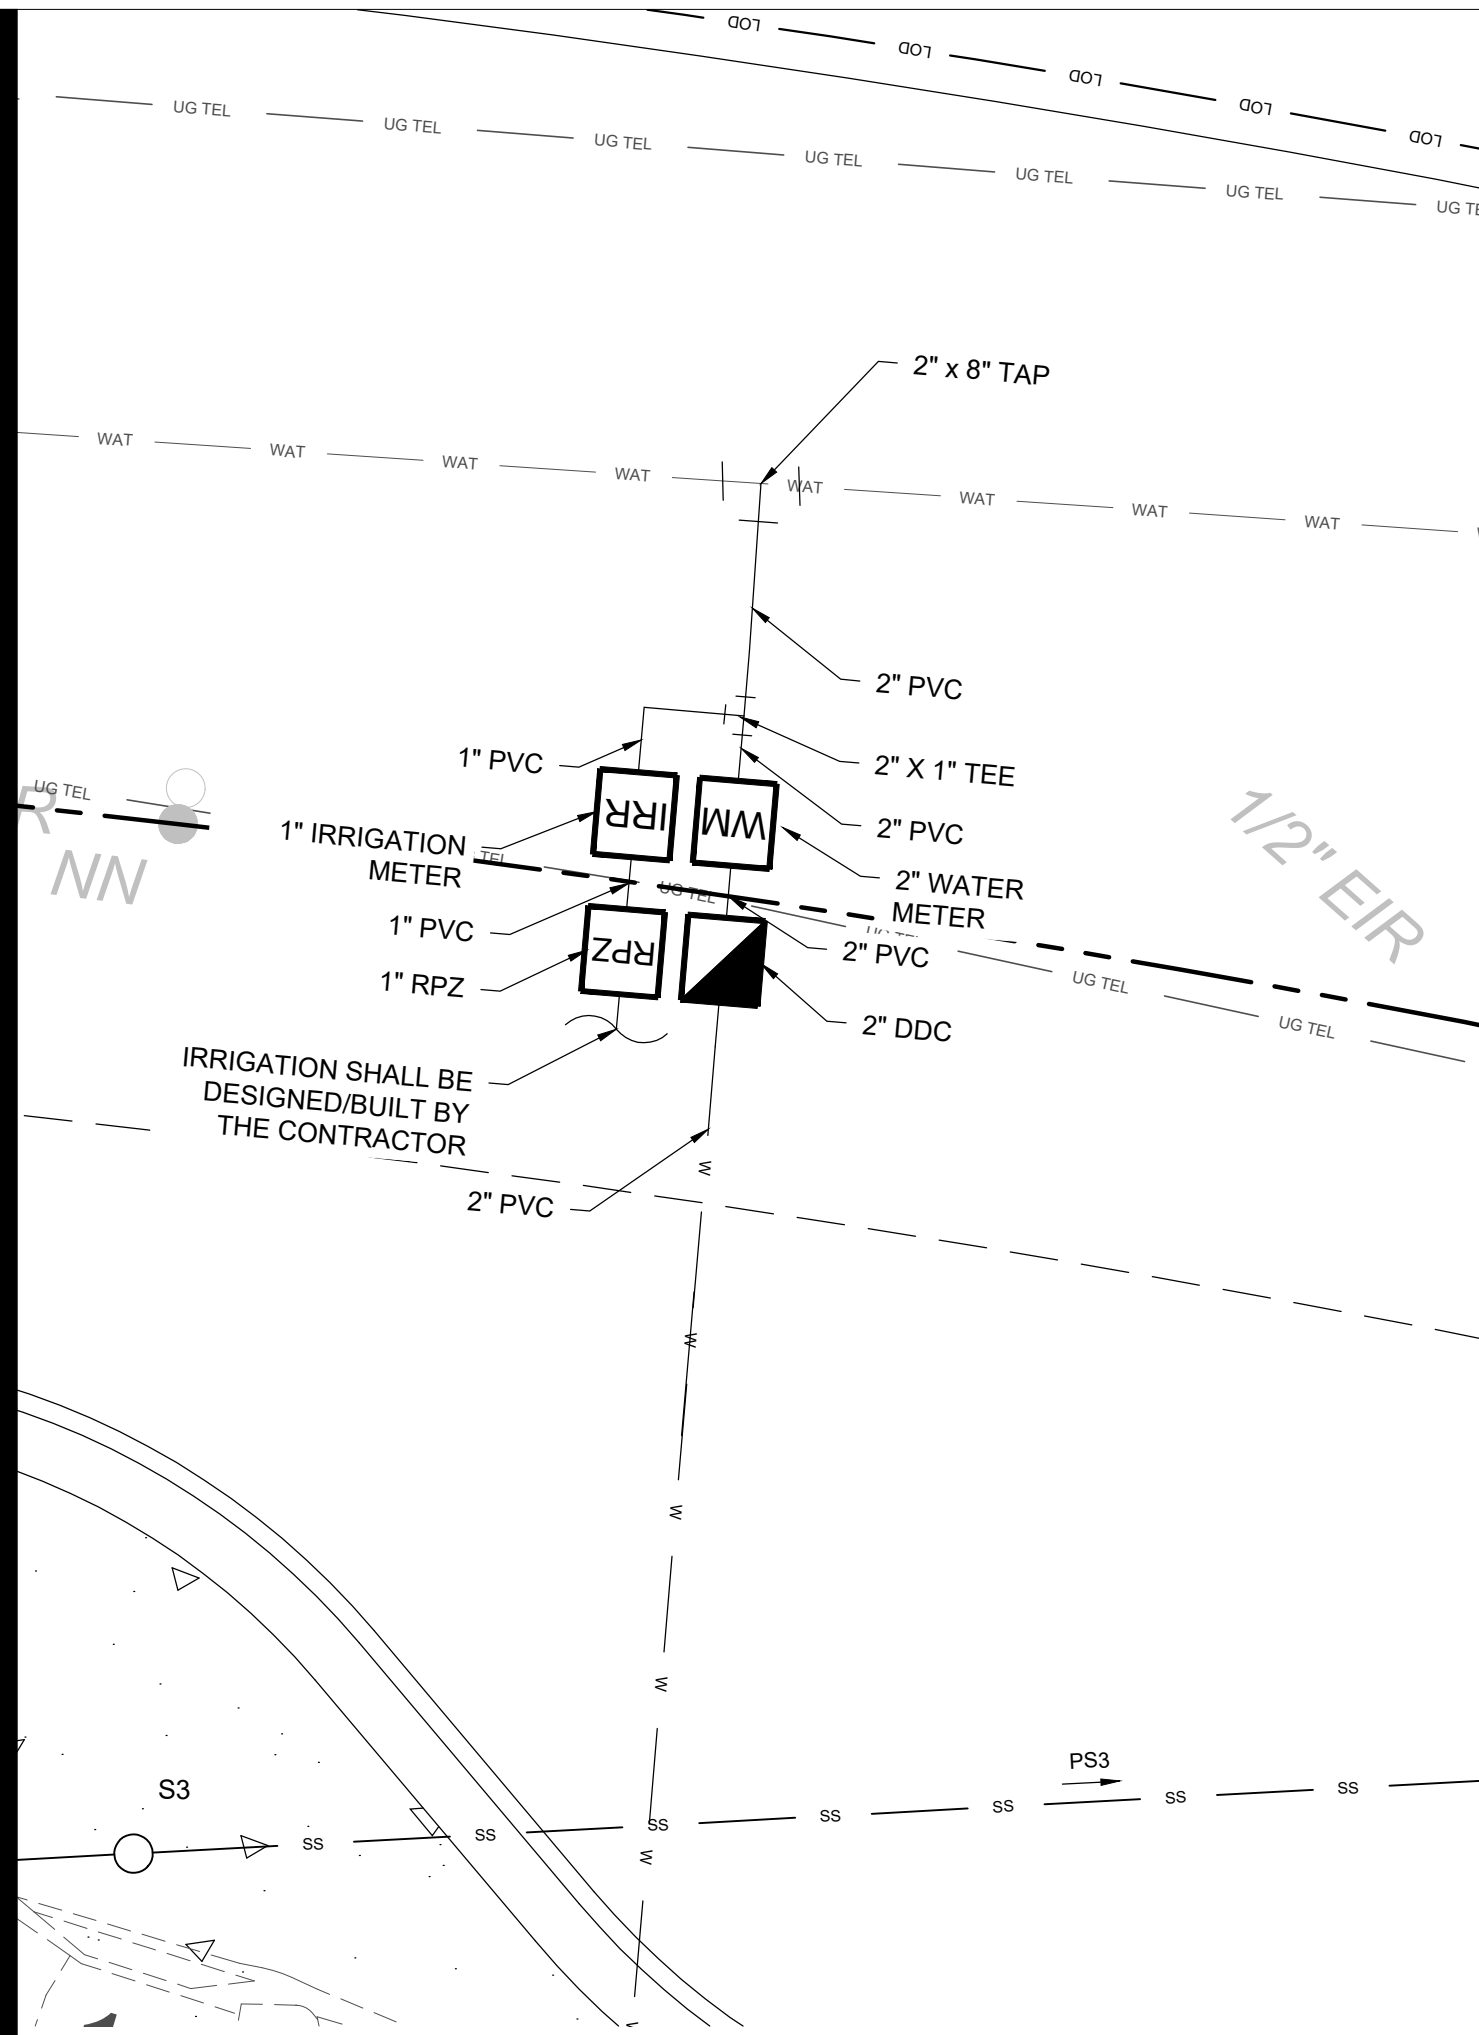 LOD
LOD
LOD
LOD
LOD
UG TEL
UG TEL
UG TEL
UG TEL
UG TEL
UG TEL
2" x 8" TAP
WAT
WAT
WAT
WAT
WAT
WAT
WAT
WAT
2" PVC
1" PVC
2" X 1" TEE
UG TEL
R
NN
1" IRRIGATION
METER
TEL
IRR
WM
2" PVC
2" WATER
METER
1/2" EIR
UG TEL
1" PVC
RPZ
2" PVC
UG TEL
1" RPZ
2" DDC
UG TEL
IRRIGATION SHALL BE
DESIGNED/BUILT BY
THE CONTRACTOR
W
2" PVC
W
W
W
S3
PS3
SS
SS
SS
SS
SS
SS
SS
W